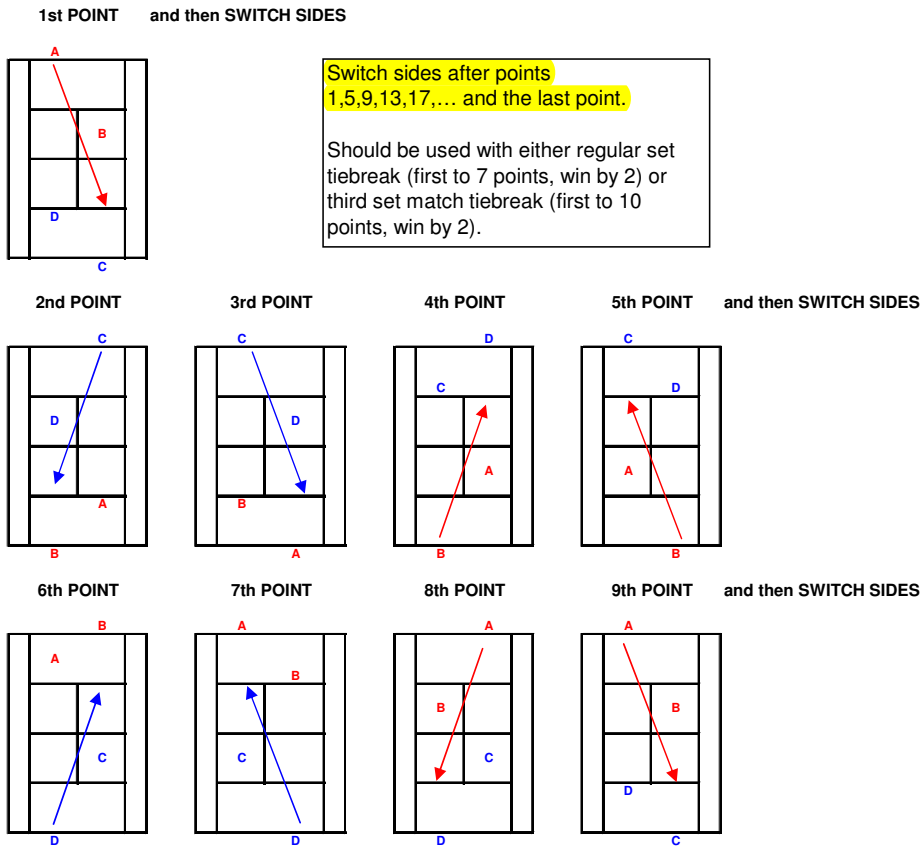 1st POINT and then SWITCH SIDES
A
B
D
C
Switch sides after points
1,5,9,13,17,… and the last point.
Should be used with either regular set
tiebreak (first to 7 points, win by 2) or
third set match tiebreak (first to 10
points, win by 2).
2nd POINT 3rd POINT 4th POINT 5th POINT and then SWITCH SIDES
C C D C
C D
D D
A A
A B
B A B B
6th POINT 7th POINT 8th POINT 9th POINT and then SWITCH SIDES
B A A A
A B
B B
C C C
D
D D D C